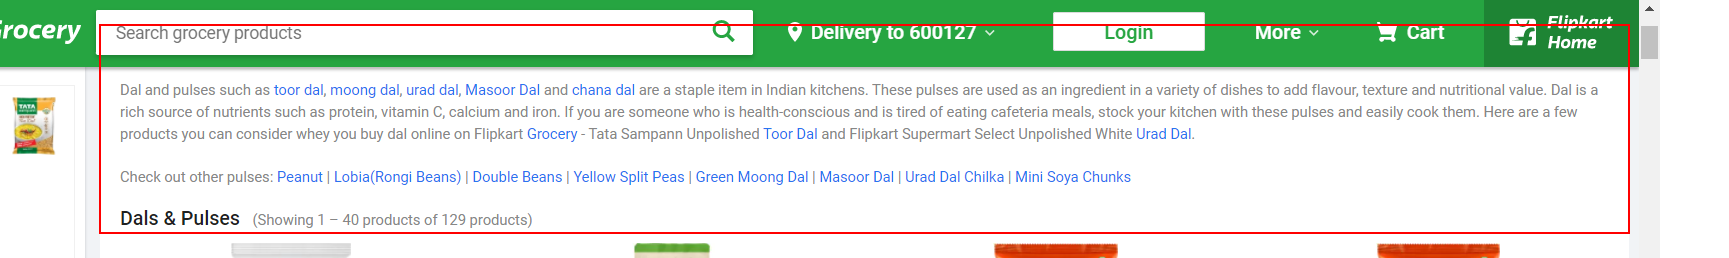 Grocery
Search grocery products
Delivery to 600127
Login
More
Cart
Flipkart
Home
Dal and pulses such as toor dal, moong dal, urad dal, Masoor Dal and chana dal are a staple item in Indian kitchens. These pulses are used as an ingredient in a variety of dishes to add flavour, texture and nutritional value. Dal is a
rich source of nutrients such as protein, vitamin C, calcium and iron. If you are someone who is health-conscious and is tired of eating cafeteria meals, stock your kitchen with these pulses and easily cook them. Here are a few
products you can consider whey you buy dal online on Flipkart Grocery - Tata Sampann Unpolished Toor Dal and Flipkart Supermart Select Unpolished White Urad Dal.
Check out other pulses: Peanut | Lobia(Rongi Beans) | Double Beans | Yellow Split Peas | Green Moong Dal | Masoor Dal | Urad Dal Chilka | Mini Soya Chunks
Dals & Pulses (Showing 1 – 40 products of 129 products)
TATA